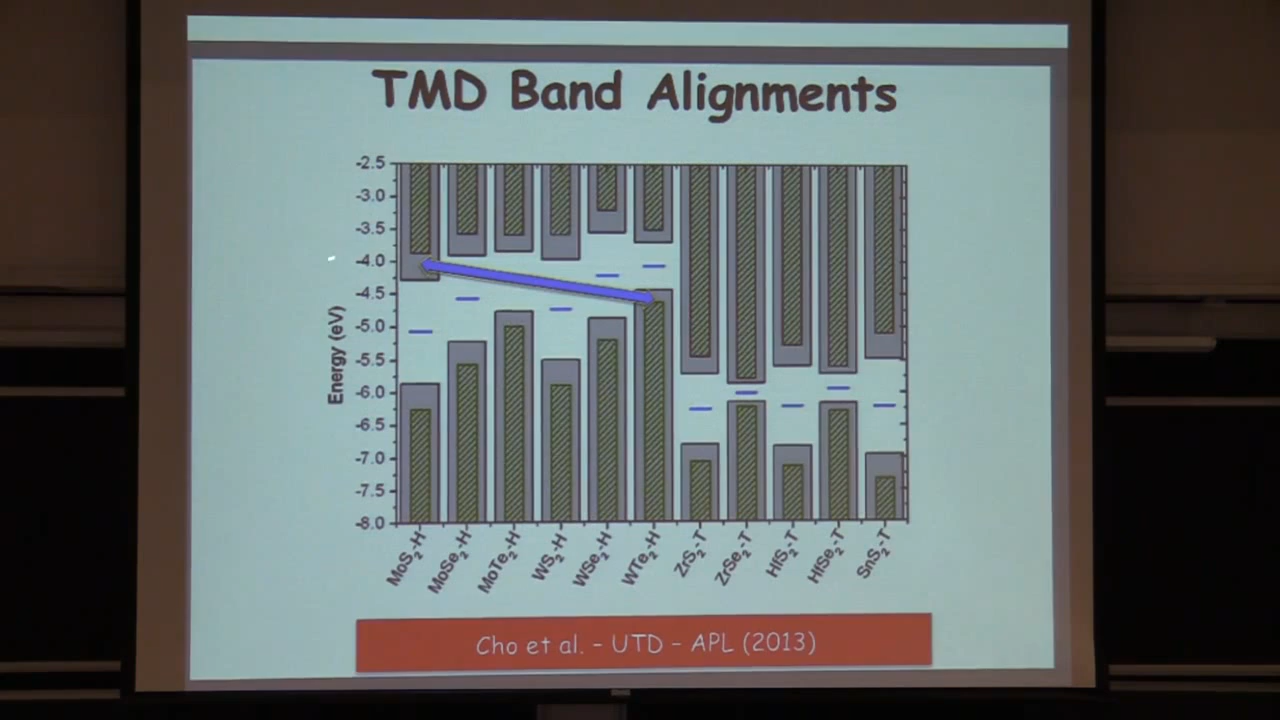 TMD Band Alignments
-2.5
-3.0
-3.5
-4.0
-4.5
-5.0
-5.5
-6.0
-6.5
-7.0
-7.5
-8.0
Energy (eV)
MoS₂-H
MoSe₂-H
MoTe₂-H
WS₂-H
WSe₂-H
WTe₂-H
ZrS₂-T
ZrSe₂-T
HfS₂-T
HfSe₂-T
SnS₂-T
Cho et al. - UTD - APL (2013)